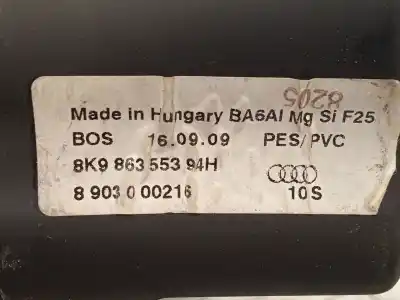 8205
Made in Hungary BA6Al Mg Si F25
BOS 16.09.09 PES/PVC
8K9 863 553 94H
8 903 0 00216 10S